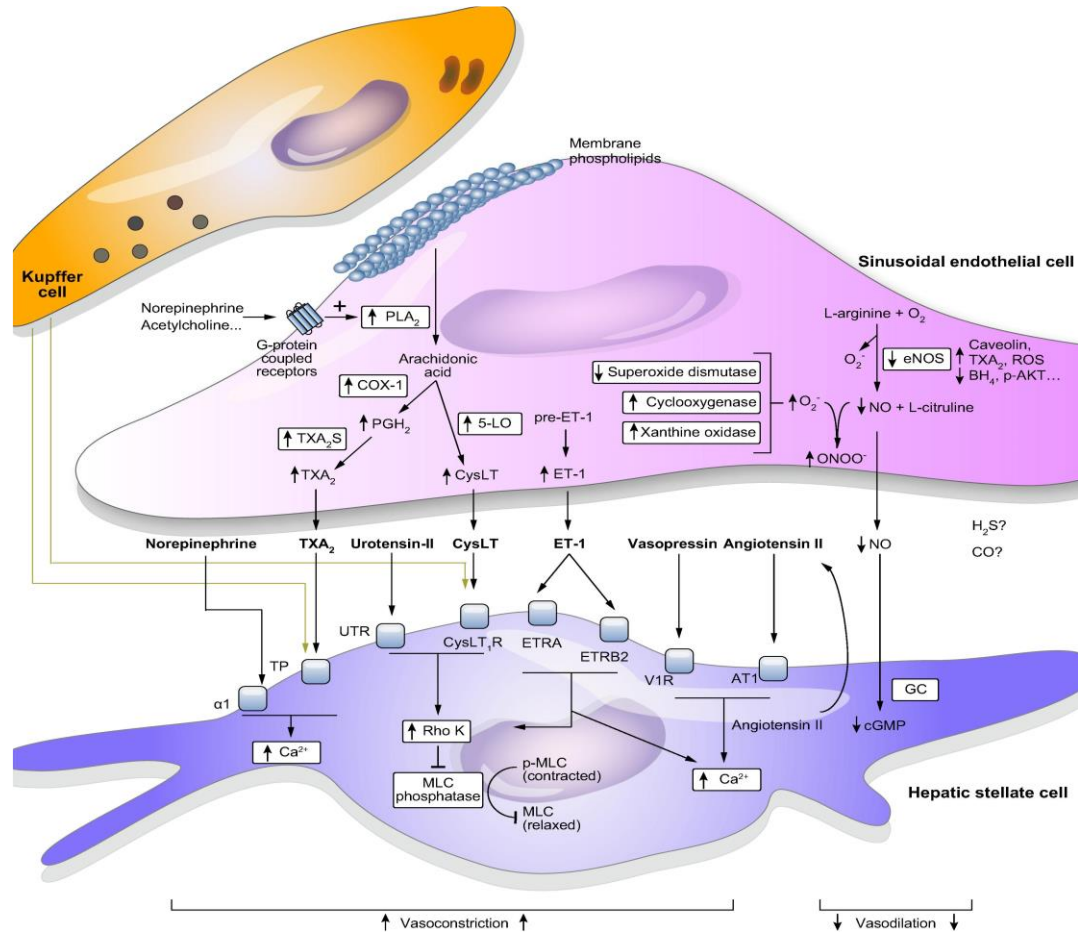 Membrane
phospholipids
Kupffer
cell
Sinusoidal endothelial cell
Norepinephrine
Acetylcholine...
+
↑ PLA₂
G-protein
coupled
receptors
L-arginine + O₂
O₂⁻
↓ eNOS
↑ Caveolin,
TXA₂, ROS
↓ BH₄, p-AKT...
Arachidonic
acid
↑ COX-1
↓ Superoxide dismutase
↑ Cyclooxygenase
↑ Xanthine oxidase
↑ O₂⁻
↓ NO + L-citruline
↑ PGH₂
↑ 5-LO
pre-ET-1
↑ TXA₂S
↑ ONOO⁻
↑ TXA₂
↑ CysLT
↑ ET-1
H₂S?
CO?
Norepinephrine
TXA₂
Urotensin-II
CysLT
ET-1
Vasopressin
Angiotensin II
↓ NO
UTR
CysLT₁R
ETRA
ETRB2
TP
V1R
AT1
α1
GC
Angiotensin II
↓ cGMP
↑ Ca²⁺
↑ Rho K
p-MLC
(contracted)
↑ Ca²⁺
MLC
phosphatase
MLC
(relaxed)
Hepatic stellate cell
↑ Vasoconstriction ↑
↓ Vasodilation ↓